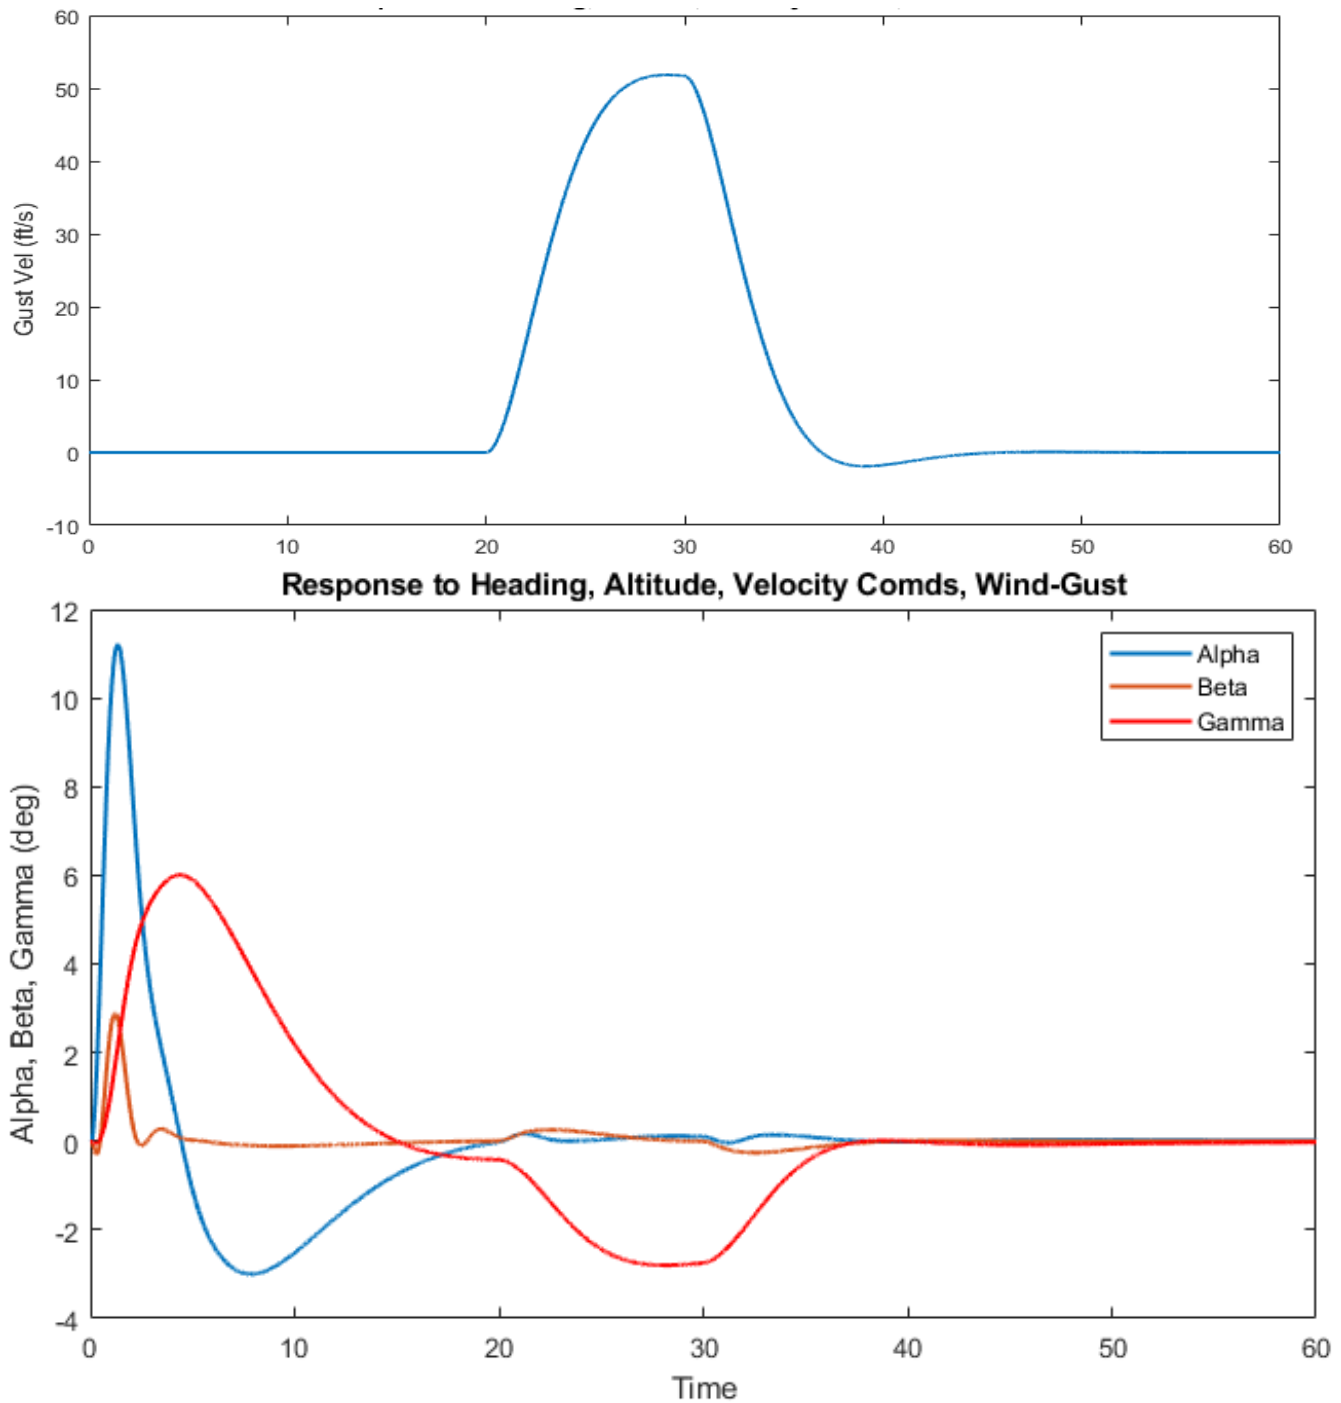 60
50
40
30
20
10
0
-10
Gust Vel (ft/s)
0 10 20 30 40 50 60
Response to Heading, Altitude, Velocity Comds, Wind-Gust
12
10
8
6
4
2
0
-2
-4
Alpha, Beta, Gamma (deg)
Alpha
Beta
Gamma
0 10 20 30 40 50 60
Time